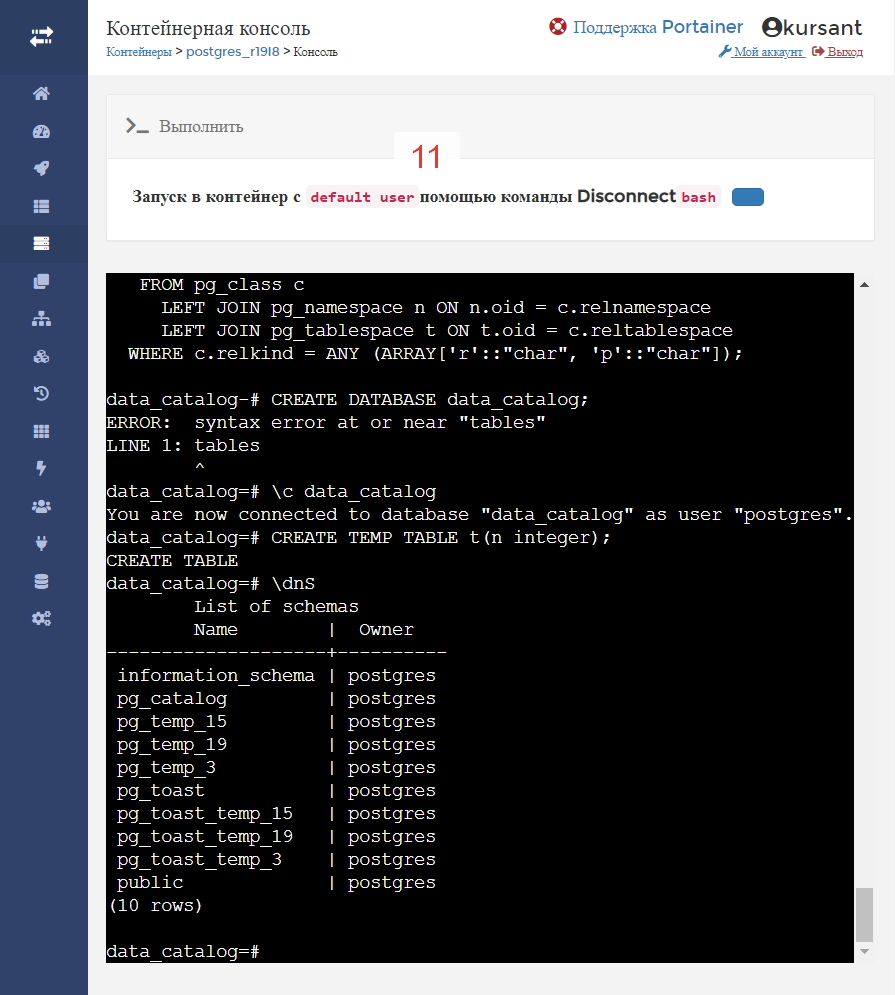 Контейнерная консоль
Контейнеры > postgres_r19l8 > Консоль
Поддержка Portainer
kursant
Мой аккаунт Выход
>_ Выполнить
11
Запуск в контейнер с default user помощью команды Disconnect bash
   FROM pg_class c
     LEFT JOIN pg_namespace n ON n.oid = c.relnamespace
     LEFT JOIN pg_tablespace t ON t.oid = c.reltablespace
  WHERE c.relkind = ANY (ARRAY['r'::"char", 'p'::"char"]);
data_catalog-# CREATE DATABASE data_catalog;
ERROR:  syntax error at or near "tables"
LINE 1: tables
        ^
data_catalog=# \c data_catalog
You are now connected to database "data_catalog" as user "postgres".
data_catalog=# CREATE TEMP TABLE t(n integer);
CREATE TABLE
data_catalog=# \dnS
        List of schemas
        Name        |  Owner
--------------------+----------
 information_schema | postgres
 pg_catalog         | postgres
 pg_temp_15         | postgres
 pg_temp_19         | postgres
 pg_temp_3          | postgres
 pg_toast           | postgres
 pg_toast_temp_15   | postgres
 pg_toast_temp_19   | postgres
 pg_toast_temp_3    | postgres
 public             | postgres
(10 rows)
data_catalog=#